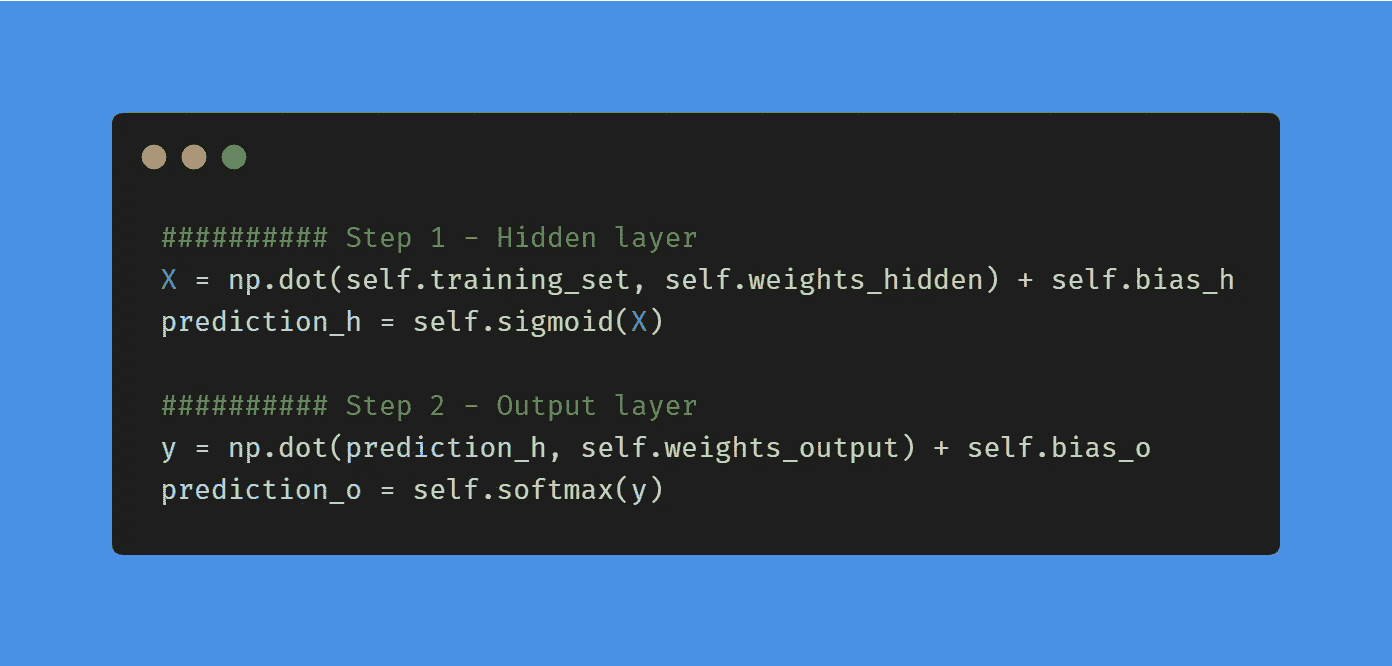 ########## Step 1 - Hidden layer
X = np.dot(self.training_set, self.weights_hidden) + self.bias_h
prediction_h = self.sigmoid(X)
########## Step 2 - Output layer
y = np.dot(prediction_h, self.weights_output) + self.bias_o
prediction_o = self.softmax(y)